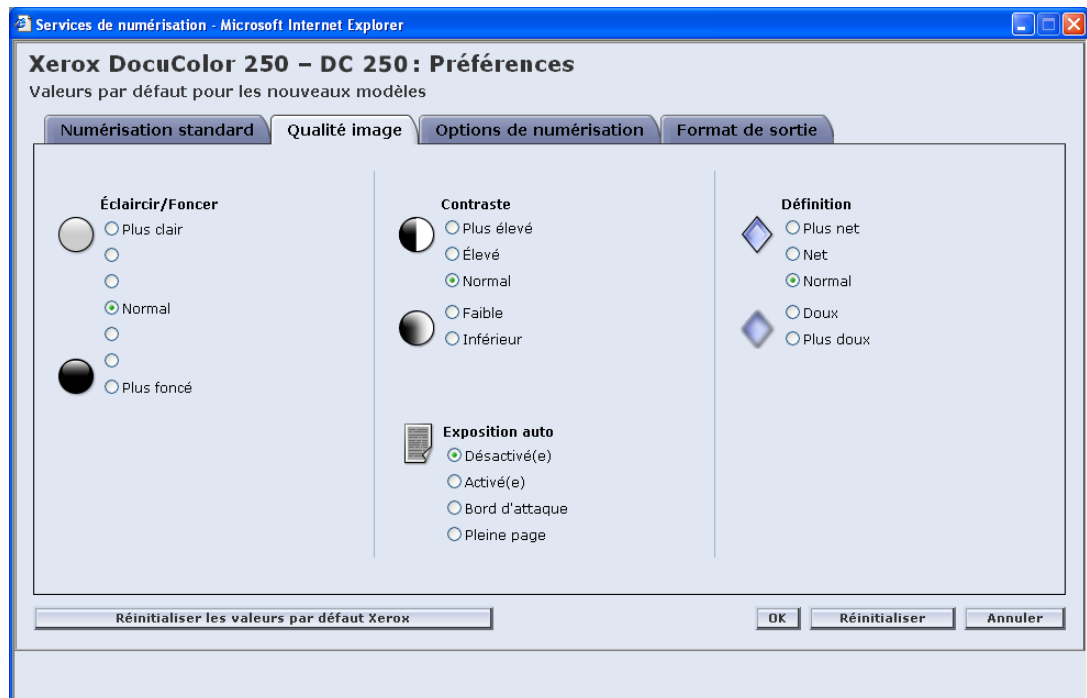 Services de numérisation - Microsoft Internet Explorer
Xerox DocuColor 250 – DC 250 : Préférences
Valeurs par défaut pour les nouveaux modèles
Numérisation standard
Qualité image
Options de numérisation
Format de sortie
Éclaircir/Foncer
Plus clair
Normal
Plus foncé
Contraste
Plus élevé
Élevé
Normal
Faible
Inférieur
Exposition auto
Désactivé(e)
Activé(e)
Bord d'attaque
Pleine page
Définition
Plus net
Net
Normal
Doux
Plus doux
Réinitialiser les valeurs par défaut Xerox
OK
Réinitialiser
Annuler